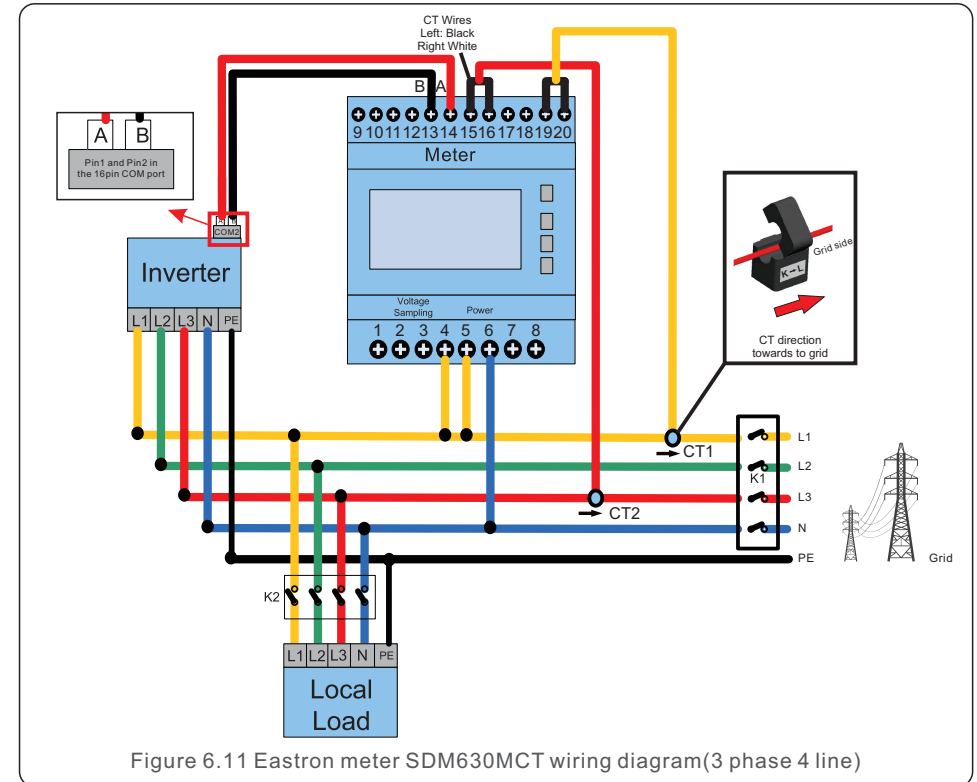 CT Wires
Left: Black
Right White
B A
9 10 11 12 13 14 15 16 17 18 19 20
Meter
A B
Pin1 and Pin2 in
the 16pin COM port
A B
COM2
Inverter
L1 L2 L3 N PE
Voltage
Sampling
Power
1 2 3 4 5 6 7 8
Grid side
K→L
CT direction
towards to grid
CT1
CT2
K1
L1
L2
L3
N
PE
Grid
K2
L1 L2 L3 N PE
Local
Load
Figure 6.11 Eastron meter SDM630MCT wiring diagram(3 phase 4 line)